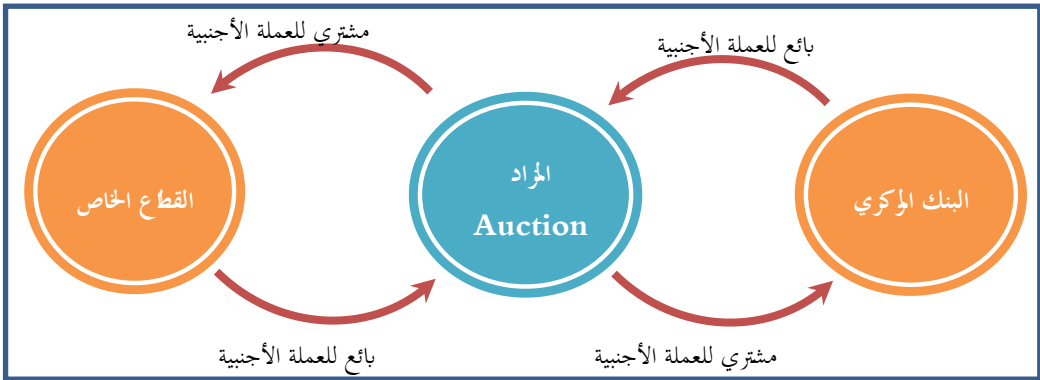 بائع للعملة الأجنبية
مشتري للعملة الأجنبية
البنك المركزي
المزاد
Auction
القطاع الخاص
مشتري للعملة الأجنبية
بائع للعملة الأجنبية